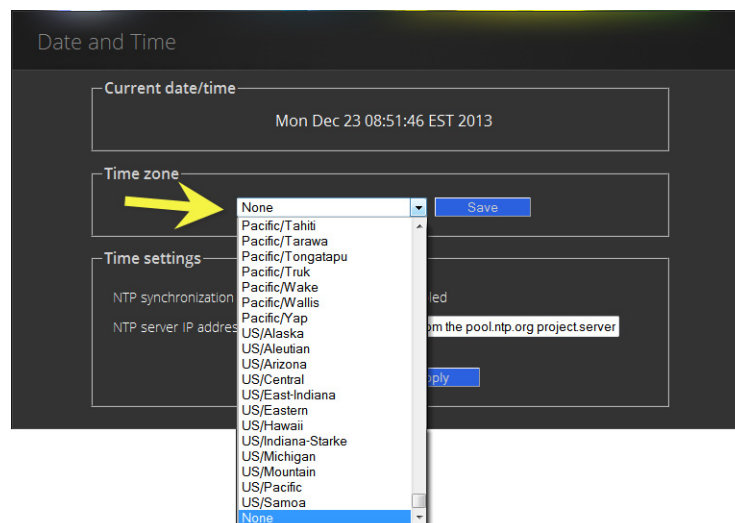 Date and Time
Current date/time
Mon Dec 23 08:51:46 EST 2013
Time zone
None
Save
Pacific/Tahiti
Pacific/Tarawa
Pacific/Tongatapu
Pacific/Truk
Pacific/Wake
Pacific/Wallis
Pacific/Yap
US/Alaska
US/Aleutian
US/Arizona
US/Central
US/East-Indiana
US/Eastern
US/Hawaii
US/Indiana-Starke
US/Michigan
US/Mountain
US/Pacific
US/Samoa
None
Time settings
NTP synchronization
NTP server IP addres
the pool.ntp.org project.server